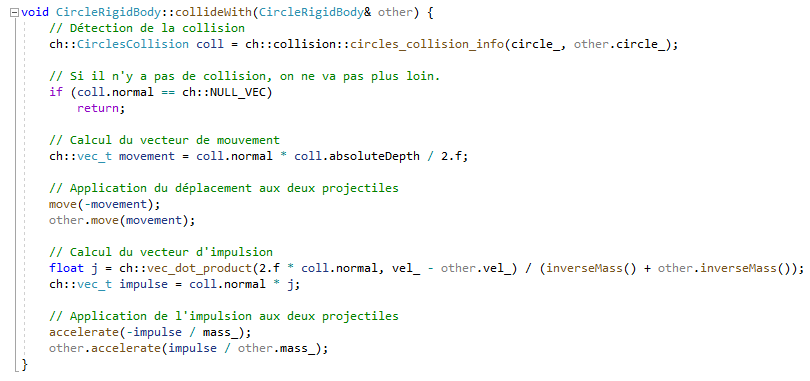 void CircleRigidBody::collideWith(CircleRigidBody& other) {
    // Détection de la collision
    ch::CirclesCollision coll = ch::collision::circles_collision_info(circle_, other.circle_);

    // Si il n'y a pas de collision, on ne va pas plus loin.
    if (coll.normal == ch::NULL_VEC)
        return;

    // Calcul du vecteur de mouvement
    ch::vec_t movement = coll.normal * coll.absoluteDepth / 2.f;

    // Application du déplacement aux deux projectiles
    move(-movement);
    other.move(movement);

    // Calcul du vecteur d'impulsion
    float j = ch::vec_dot_product(2.f * coll.normal, vel_ - other.vel_) / (inverseMass() + other.inverseMass());
    ch::vec_t impulse = coll.normal * j;

    // Application de l'impulsion aux deux projectiles
    accelerate(-impulse / mass_);
    other.accelerate(impulse / other.mass_);
}